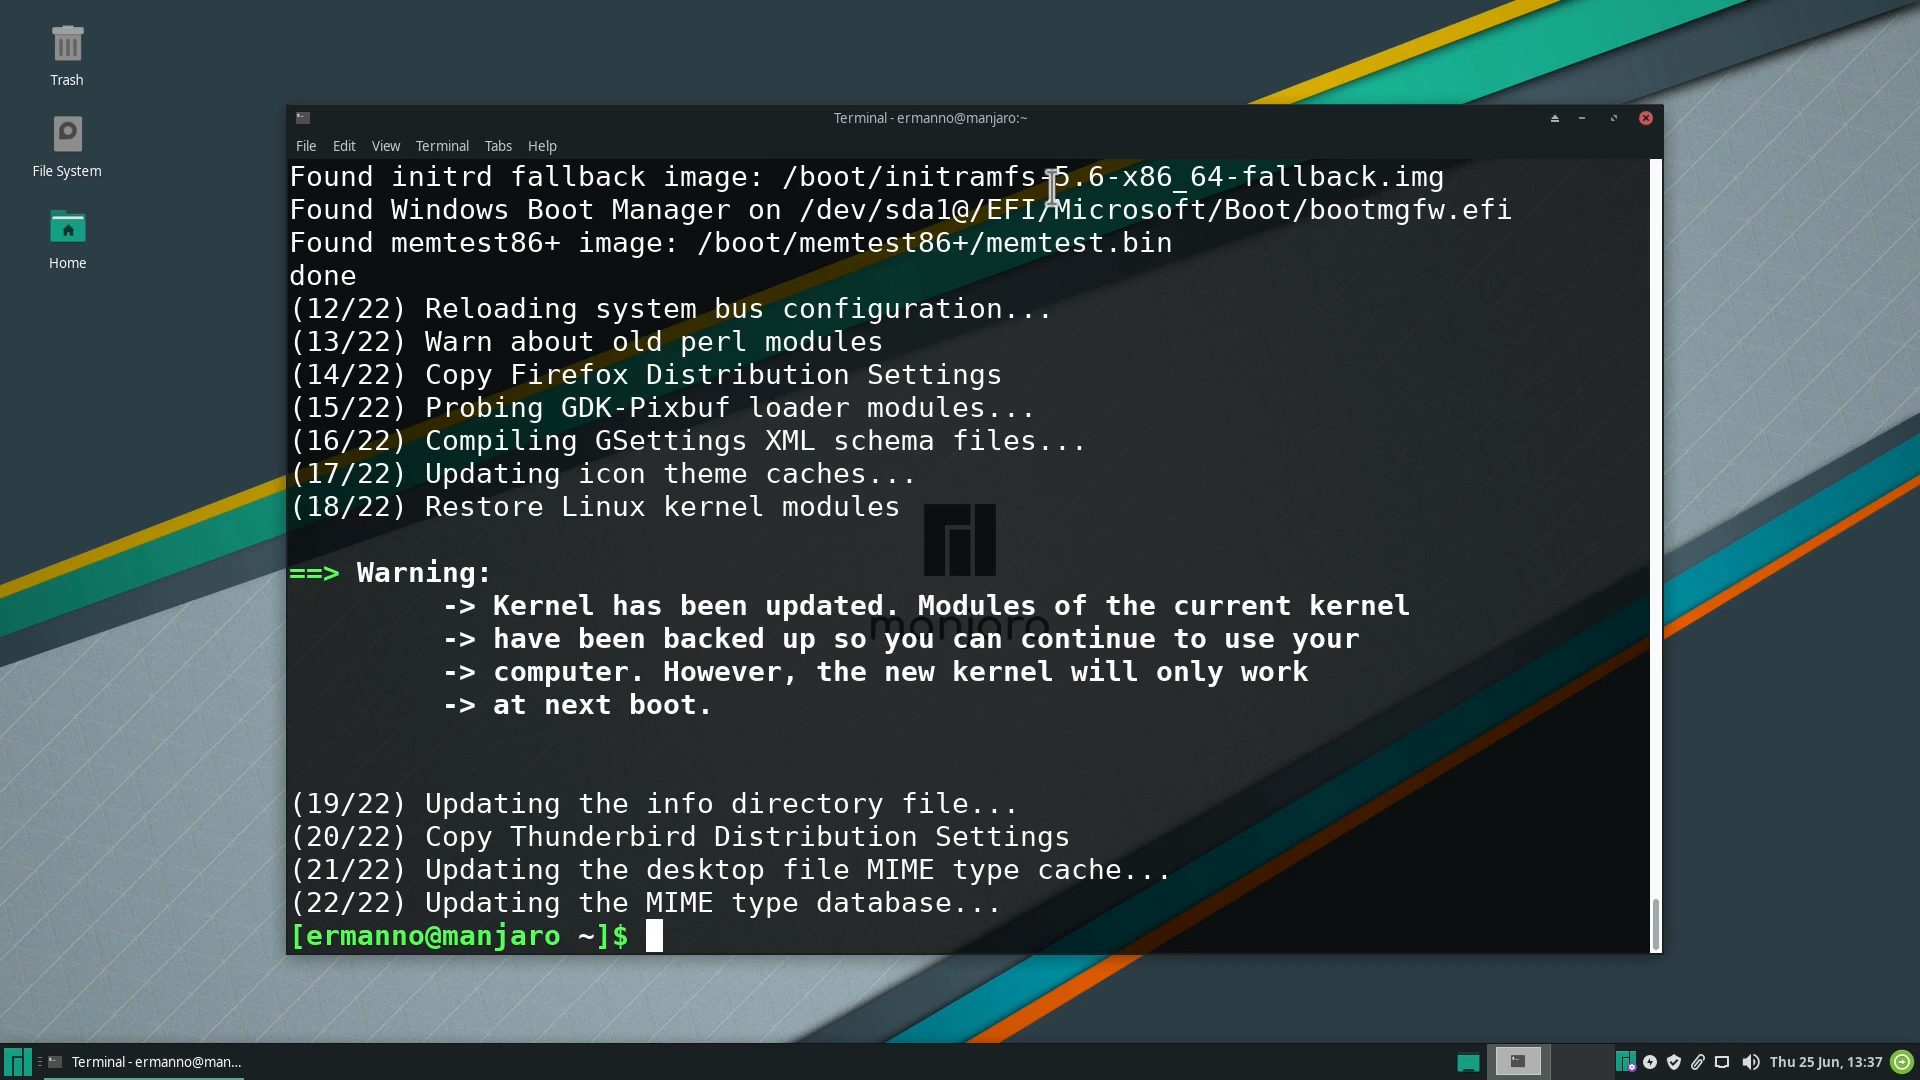 Trash
File System
Home
Terminal - ermanno@manjaro:~
File Edit View Terminal Tabs Help
Found initrd fallback image: /boot/initramfs-5.6-x86_64-fallback.img
Found Windows Boot Manager on /dev/sda1@/EFI/Microsoft/Boot/bootmgfw.efi
Found memtest86+ image: /boot/memtest86+/memtest.bin
done
(12/22) Reloading system bus configuration...
(13/22) Warn about old perl modules
(14/22) Copy Firefox Distribution Settings
(15/22) Probing GDK-Pixbuf loader modules...
(16/22) Compiling GSettings XML schema files...
(17/22) Updating icon theme caches...
(18/22) Restore Linux kernel modules
==> Warning:
-> Kernel has been updated. Modules of the current kernel
-> have been backed up so you can continue to use your
-> computer. However, the new kernel will only work
-> at next boot.
manjaro
(19/22) Updating the info directory file...
(20/22) Copy Thunderbird Distribution Settings
(21/22) Updating the desktop file MIME type cache...
(22/22) Updating the MIME type database...
[ermanno@manjaro ~]$
Terminal - ermanno@man...
Thu 25 Jun, 13:37